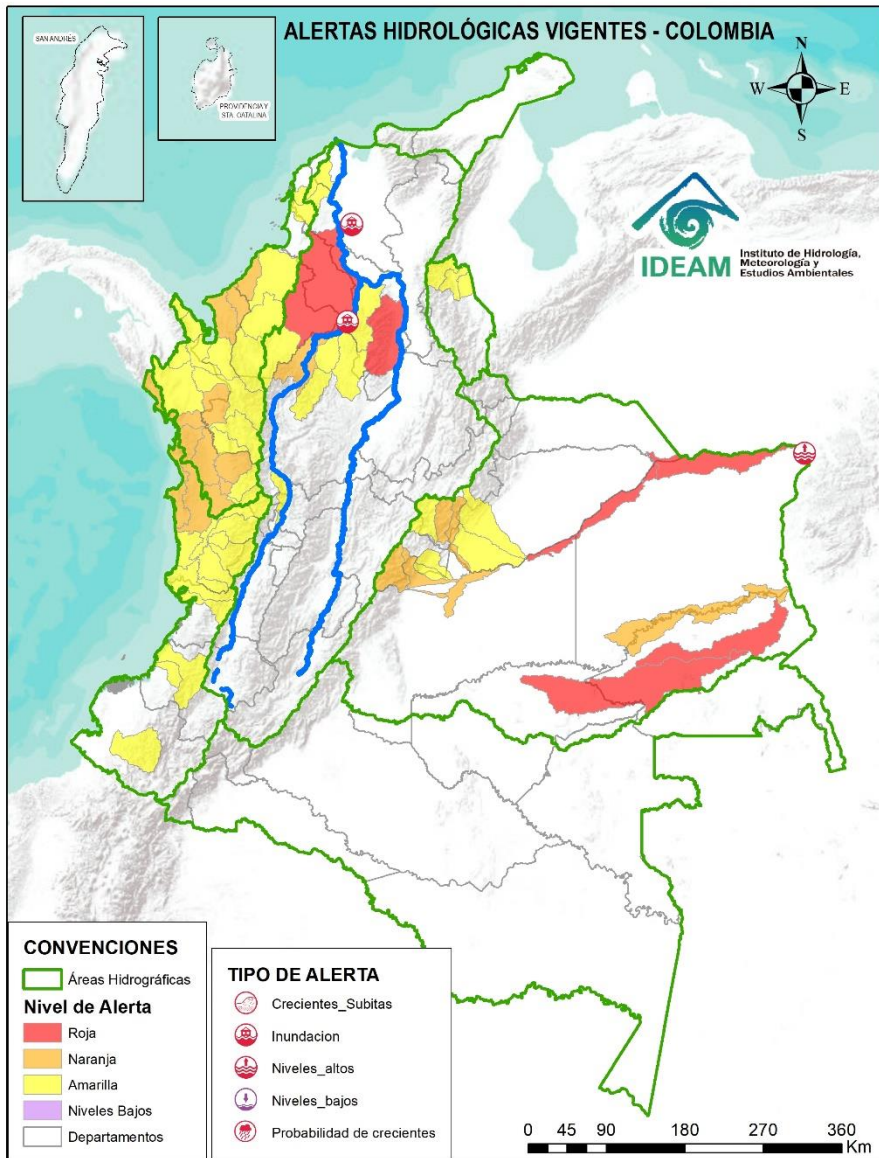 ALERTAS HIDROLÓGICAS VIGENTES - COLOMBIA
SAN ANDRÉS
PROVIDENCIA Y
STA. CATALINA
N
W
E
S
IDEAM
Instituto de Hidrología,
Meteorología y
Estudios Ambientales
CONVENCIONES
Áreas Hidrográficas
Nivel de Alerta
Roja
Naranja
Amarilla
Niveles Bajos
Departamentos
TIPO DE ALERTA
Crecientes_Subitas
Inundacion
Niveles_altos
Niveles_bajos
Probabilidad de crecientes
0 45 90 180 270 360
Km